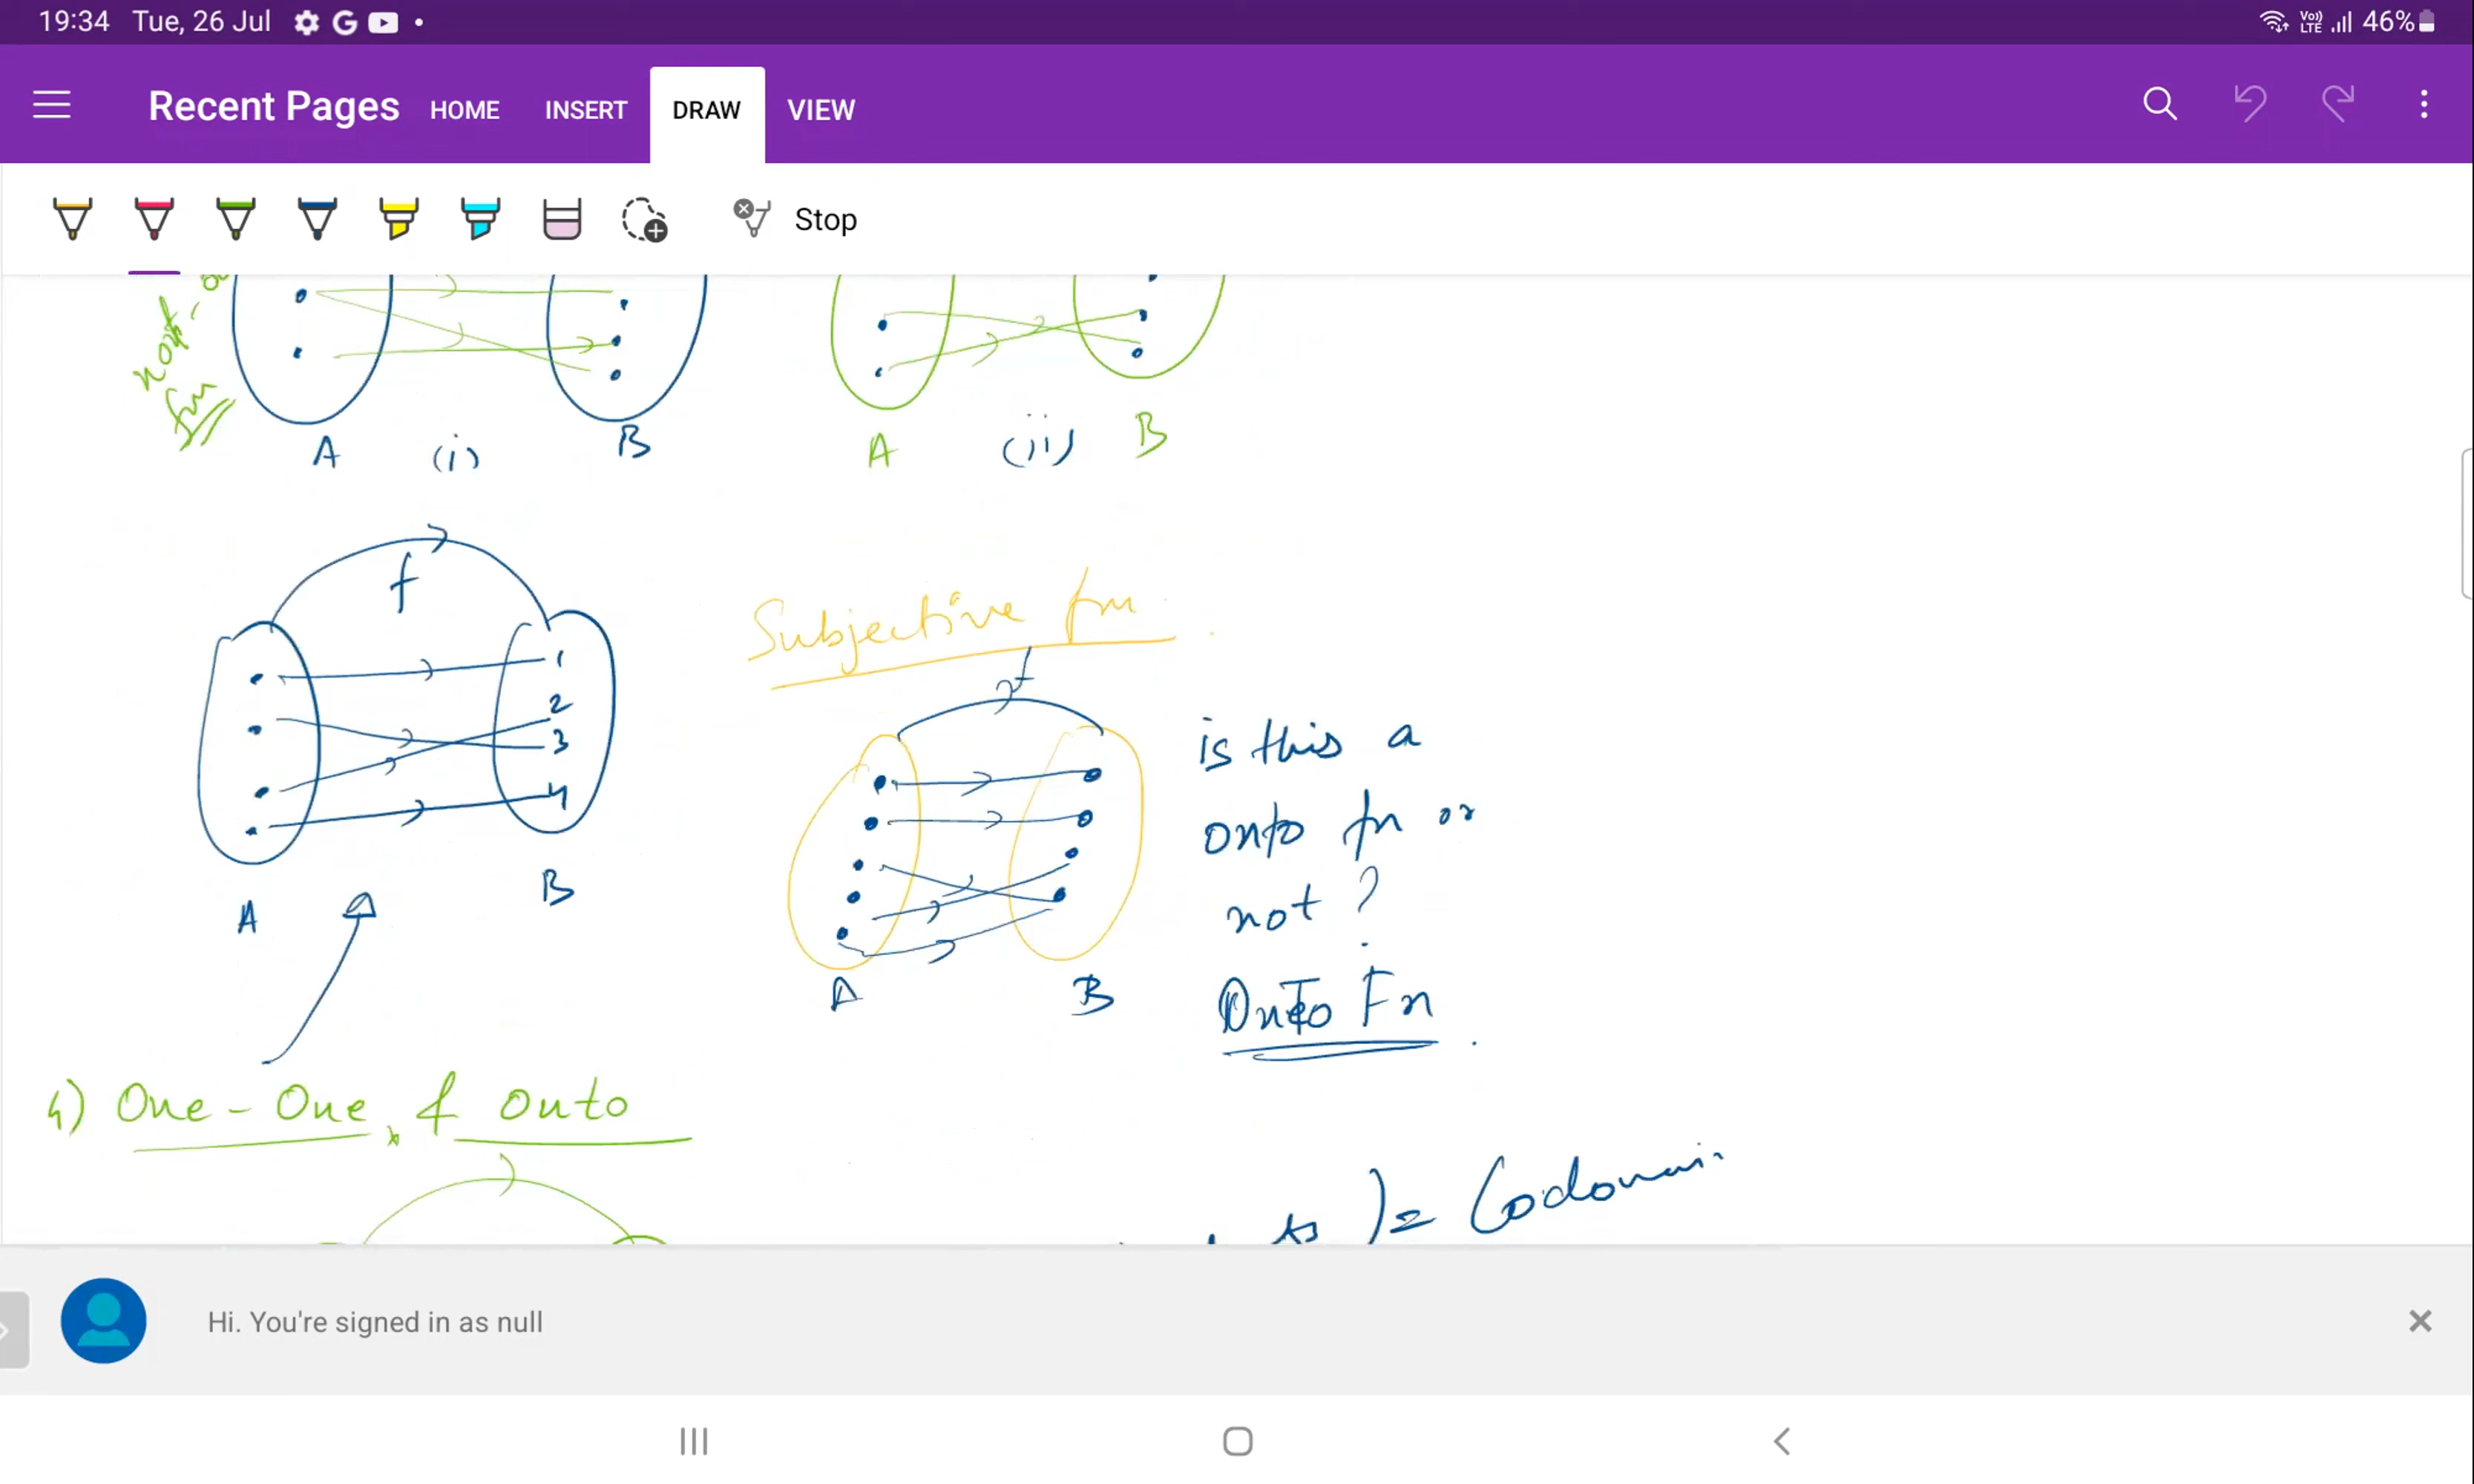 19:34 Tue, 26 Jul
Vo) LTE 46%
Recent Pages HOME INSERT DRAW VIEW
Stop
not-
fn
A (i) B
A (ii) B
f
1
2
3
4
A B
Subjective fn.
f
is this a
onto fn or
not?
Onto Fn.
A B
4) One-One & Onto
)= Codomain
Hi. You're signed in as null